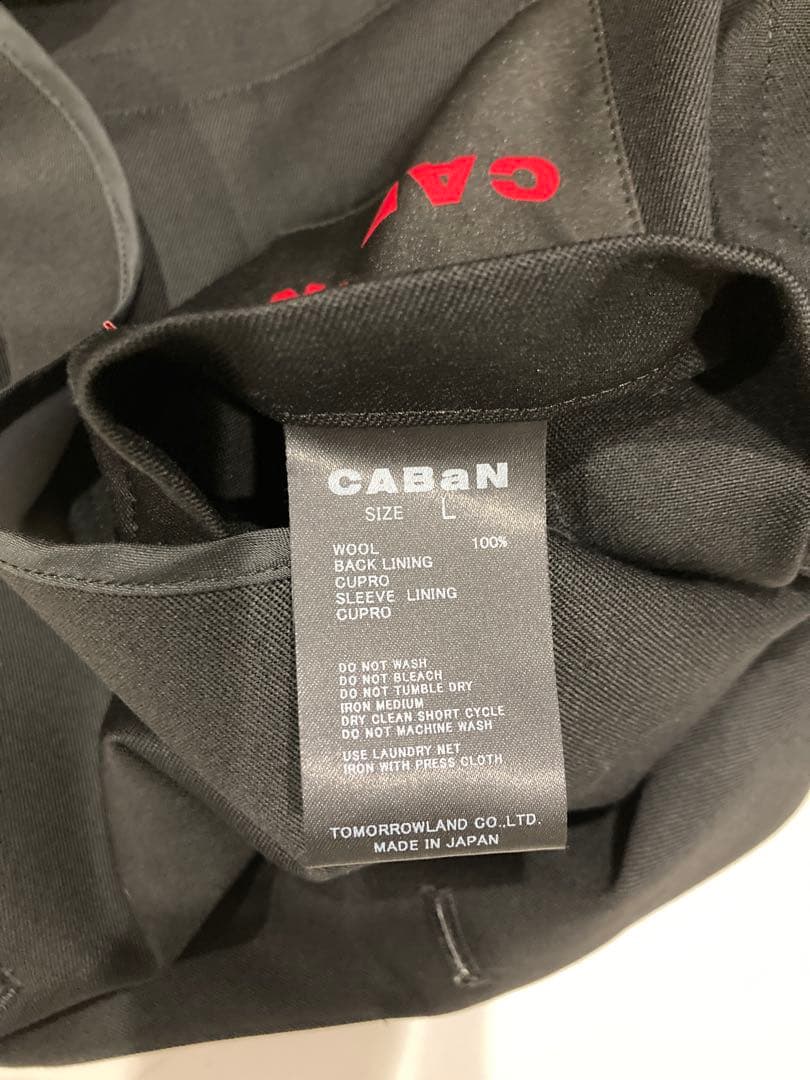 CABaN
SIZE L
WOOL 100%
BACK LINING
CUPRO
SLEEVE LINING
CUPRO
DO NOT WASH
DO NOT BLEACH
DO NOT TUMBLE DRY
IRON MEDIUM
DRY CLEAN SHORT CYCLE
DO NOT MACHINE WASH
USE LAUNDRY NET
IRON WITH PRESS CLOTH
TOMORROWLAND CO.,LTD.
MADE IN JAPAN